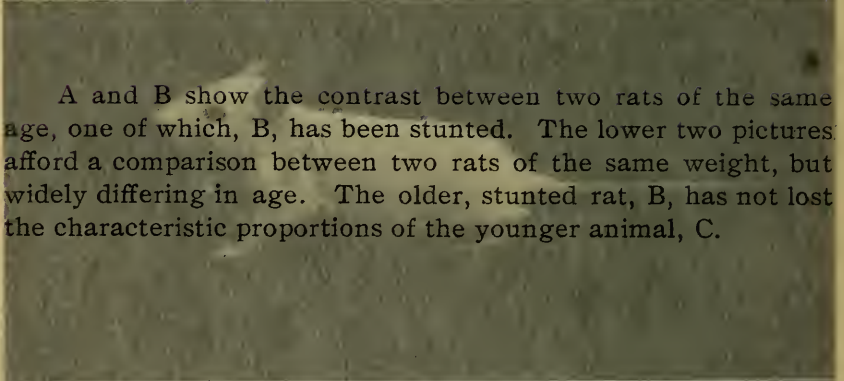 A and B show the contrast between two rats of the same
age, one of which, B, has been stunted. The lower two pictures
afford a comparison between two rats of the same weight, but
widely differing in age. The older, stunted rat, B, has not lost
the characteristic proportions of the younger animal, C.